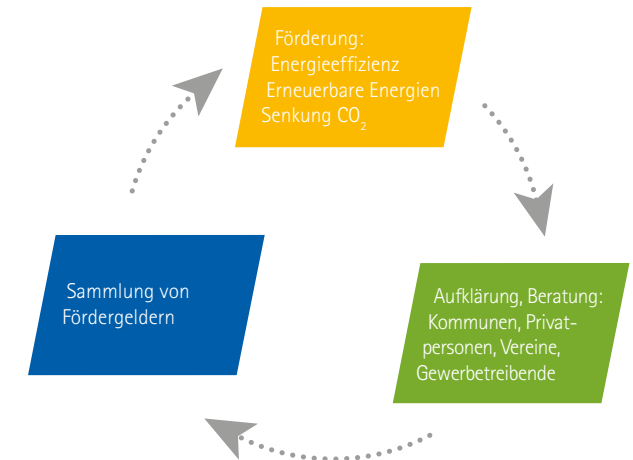 Förderung:
Energieeffizienz
Erneuerbare Energien
Senkung CO₂
Aufklärung, Beratung:
Kommunen, Privat-
personen, Vereine,
Gewerbetreibende
Sammlung von
Fördergeldern